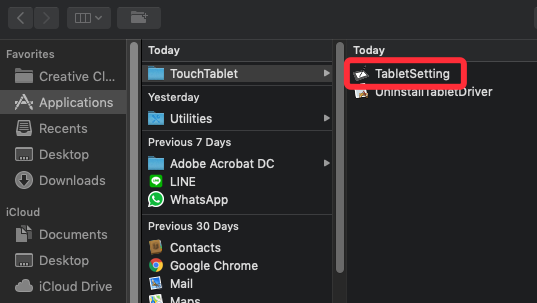 Favorites
Creative Cl...
Applications
Recents
Desktop
Downloads
iCloud
Documents
Desktop
iCloud Drive
Today
TouchTablet
Yesterday
Utilities
Previous 7 Days
Adobe Acrobat DC
LINE
WhatsApp
Previous 30 Days
Contacts
Google Chrome
Mail
Maps
Today
TabletSetting
UninstallTabletDriver